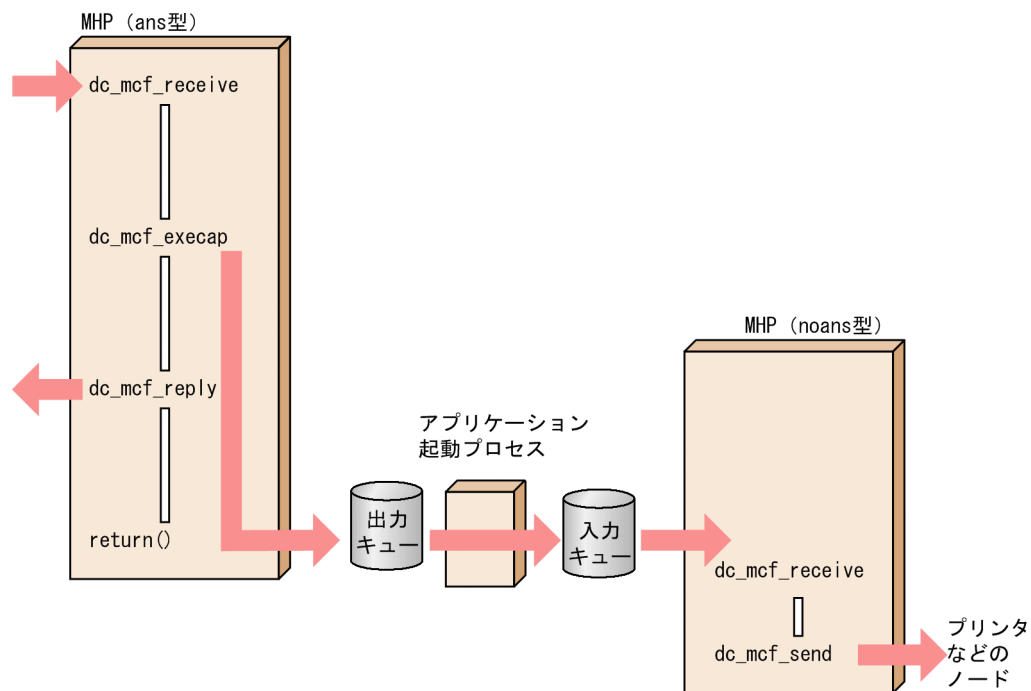 MHP（ans型）
dc_mcf_receive
dc_mcf_execap
dc_mcf_reply
return()
アプリケーション
起動プロセス
出力
キュー
入力
キュー
MHP（noans型）
dc_mcf_receive
dc_mcf_send
プリンタ
などの
ノード